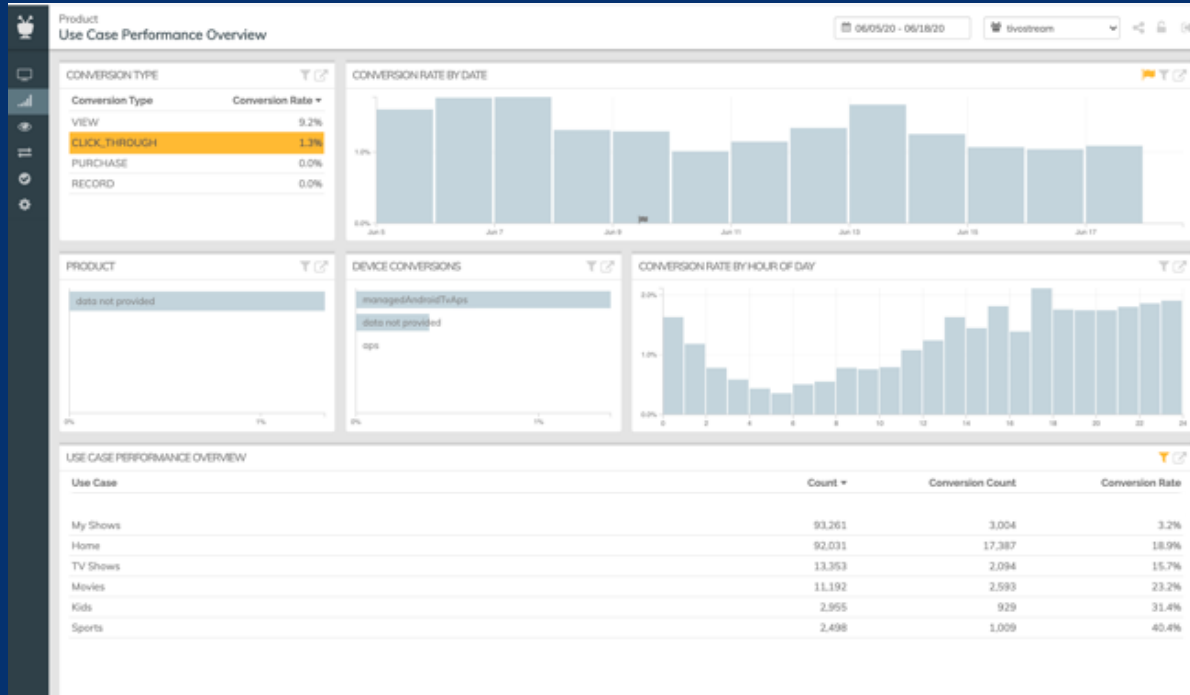 Product
Use Case Performance Overview
06/05/20 - 06/18/20
tivostream
CONVERSION TYPE
Conversion Type Conversion Rate
VIEW 9.2%
CLICK_THROUGH 1.3%
PURCHASE 0.0%
RECORD 0.0%
CONVERSION RATE BY DATE
1.0%
0.0%
Jun 5 Jun 7 Jun 9 Jun 11 Jun 13 Jun 15 Jun 17
PRODUCT
data not provided
0% 1%
DEVICE CONVERSIONS
managedAndroidTvAps
data not provided
aps
0% 1%
CONVERSION RATE BY HOUR OF DAY
2.0%
1.0%
0.0%
0 2 4 6 8 10 12 14 16 18 20 22 24
USE CASE PERFORMANCE OVERVIEW
Use Case Count Conversion Count Conversion Rate
My Shows 93,261 3,004 3.2%
Home 92,031 17,387 18.9%
TV Shows 13,353 2,094 15.7%
Movies 11,192 2,593 23.2%
Kids 2,955 929 31.4%
Sports 2,498 1,009 40.4%